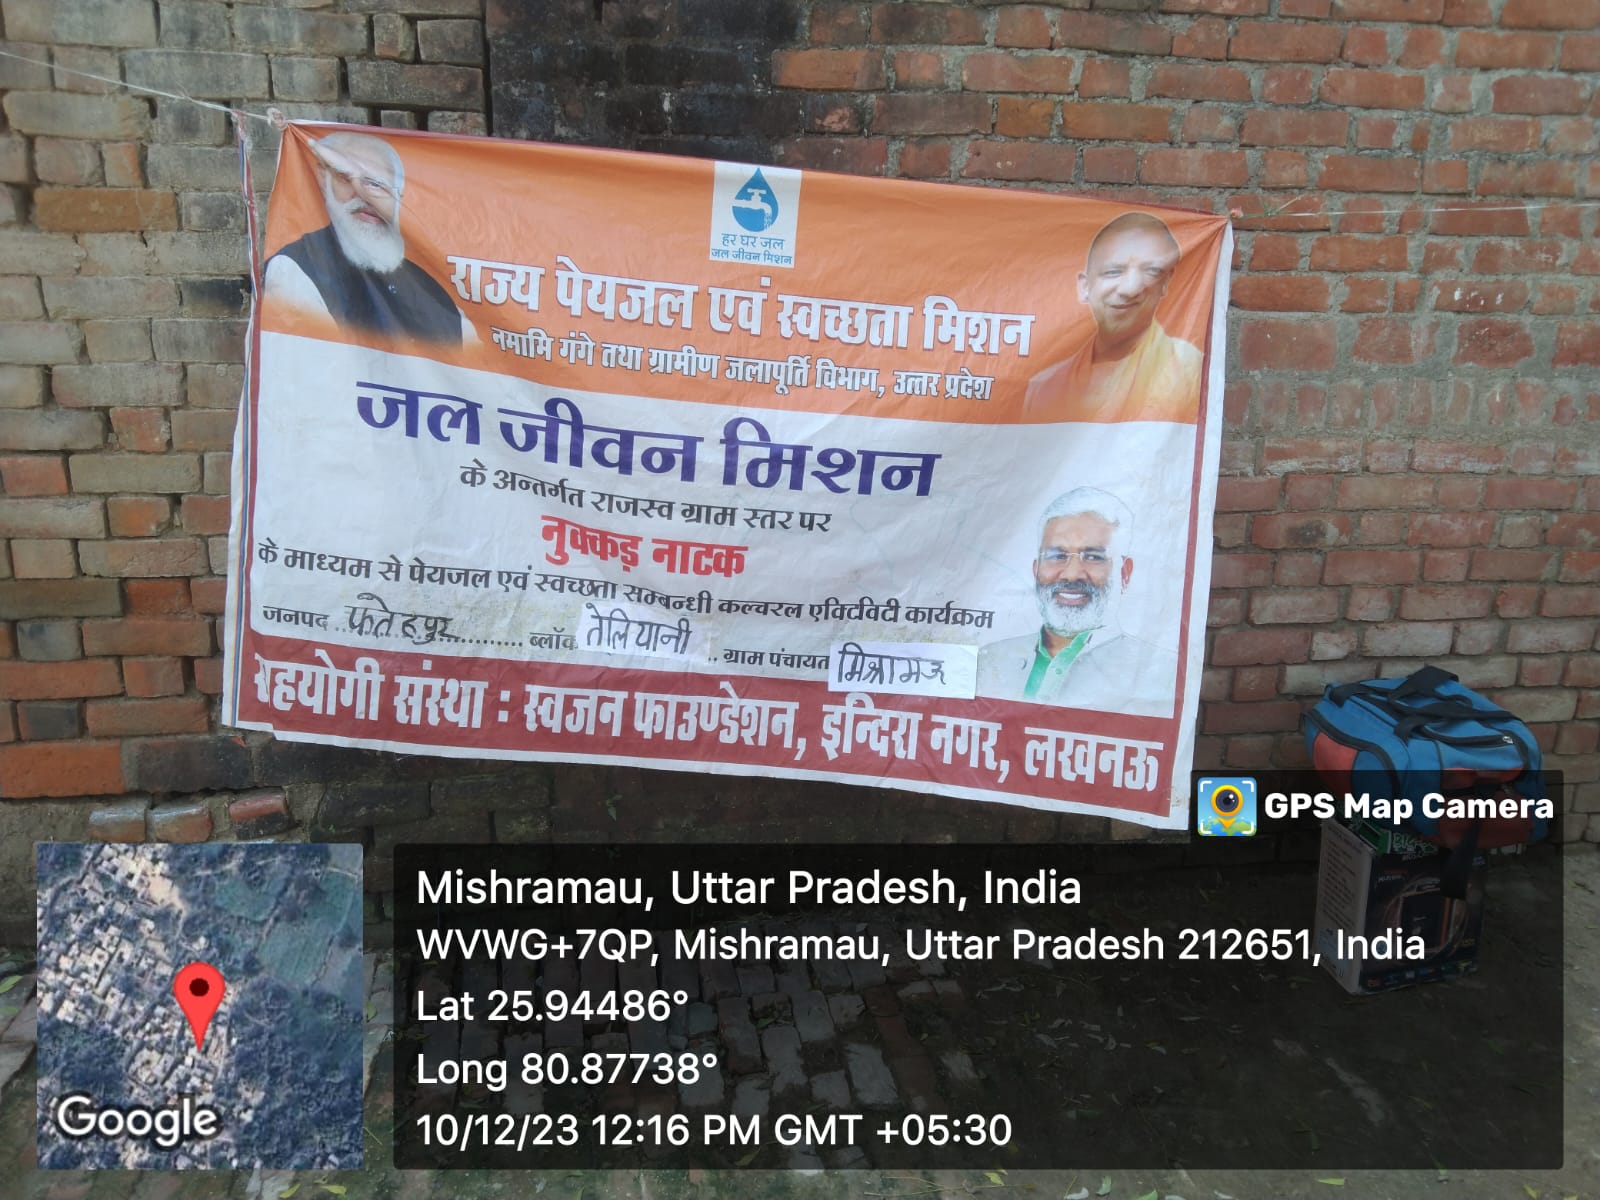 हर घर जल
जल जीवन मिशन
राज्य पेयजल एवं स्वच्छता मिशन
नमामि गंगे तथा ग्रामीण जलापूर्ति विभाग, उत्तर प्रदेश
जल जीवन मिशन
के अन्तर्गत राजस्व ग्राम स्तर पर
नुक्कड़ नाटक
के माध्यम से पेयजल एवं स्वच्छता सम्बन्धी कल्चरल एक्टिविटी कार्यक्रम
जनपद फतेहपुर ब्लॉक तेलियानी ग्राम पंचायत मिश्रामऊ
सहयोगी संस्था : स्वजन फाउण्डेशन, इन्दिरा नगर, लखनऊ
GPS Map Camera
Mishramau, Uttar Pradesh, India
WVWG+7QP, Mishramau, Uttar Pradesh 212651, India
Lat 25.94486°
Long 80.87738°
10/12/23 12:16 PM GMT +05:30
Google